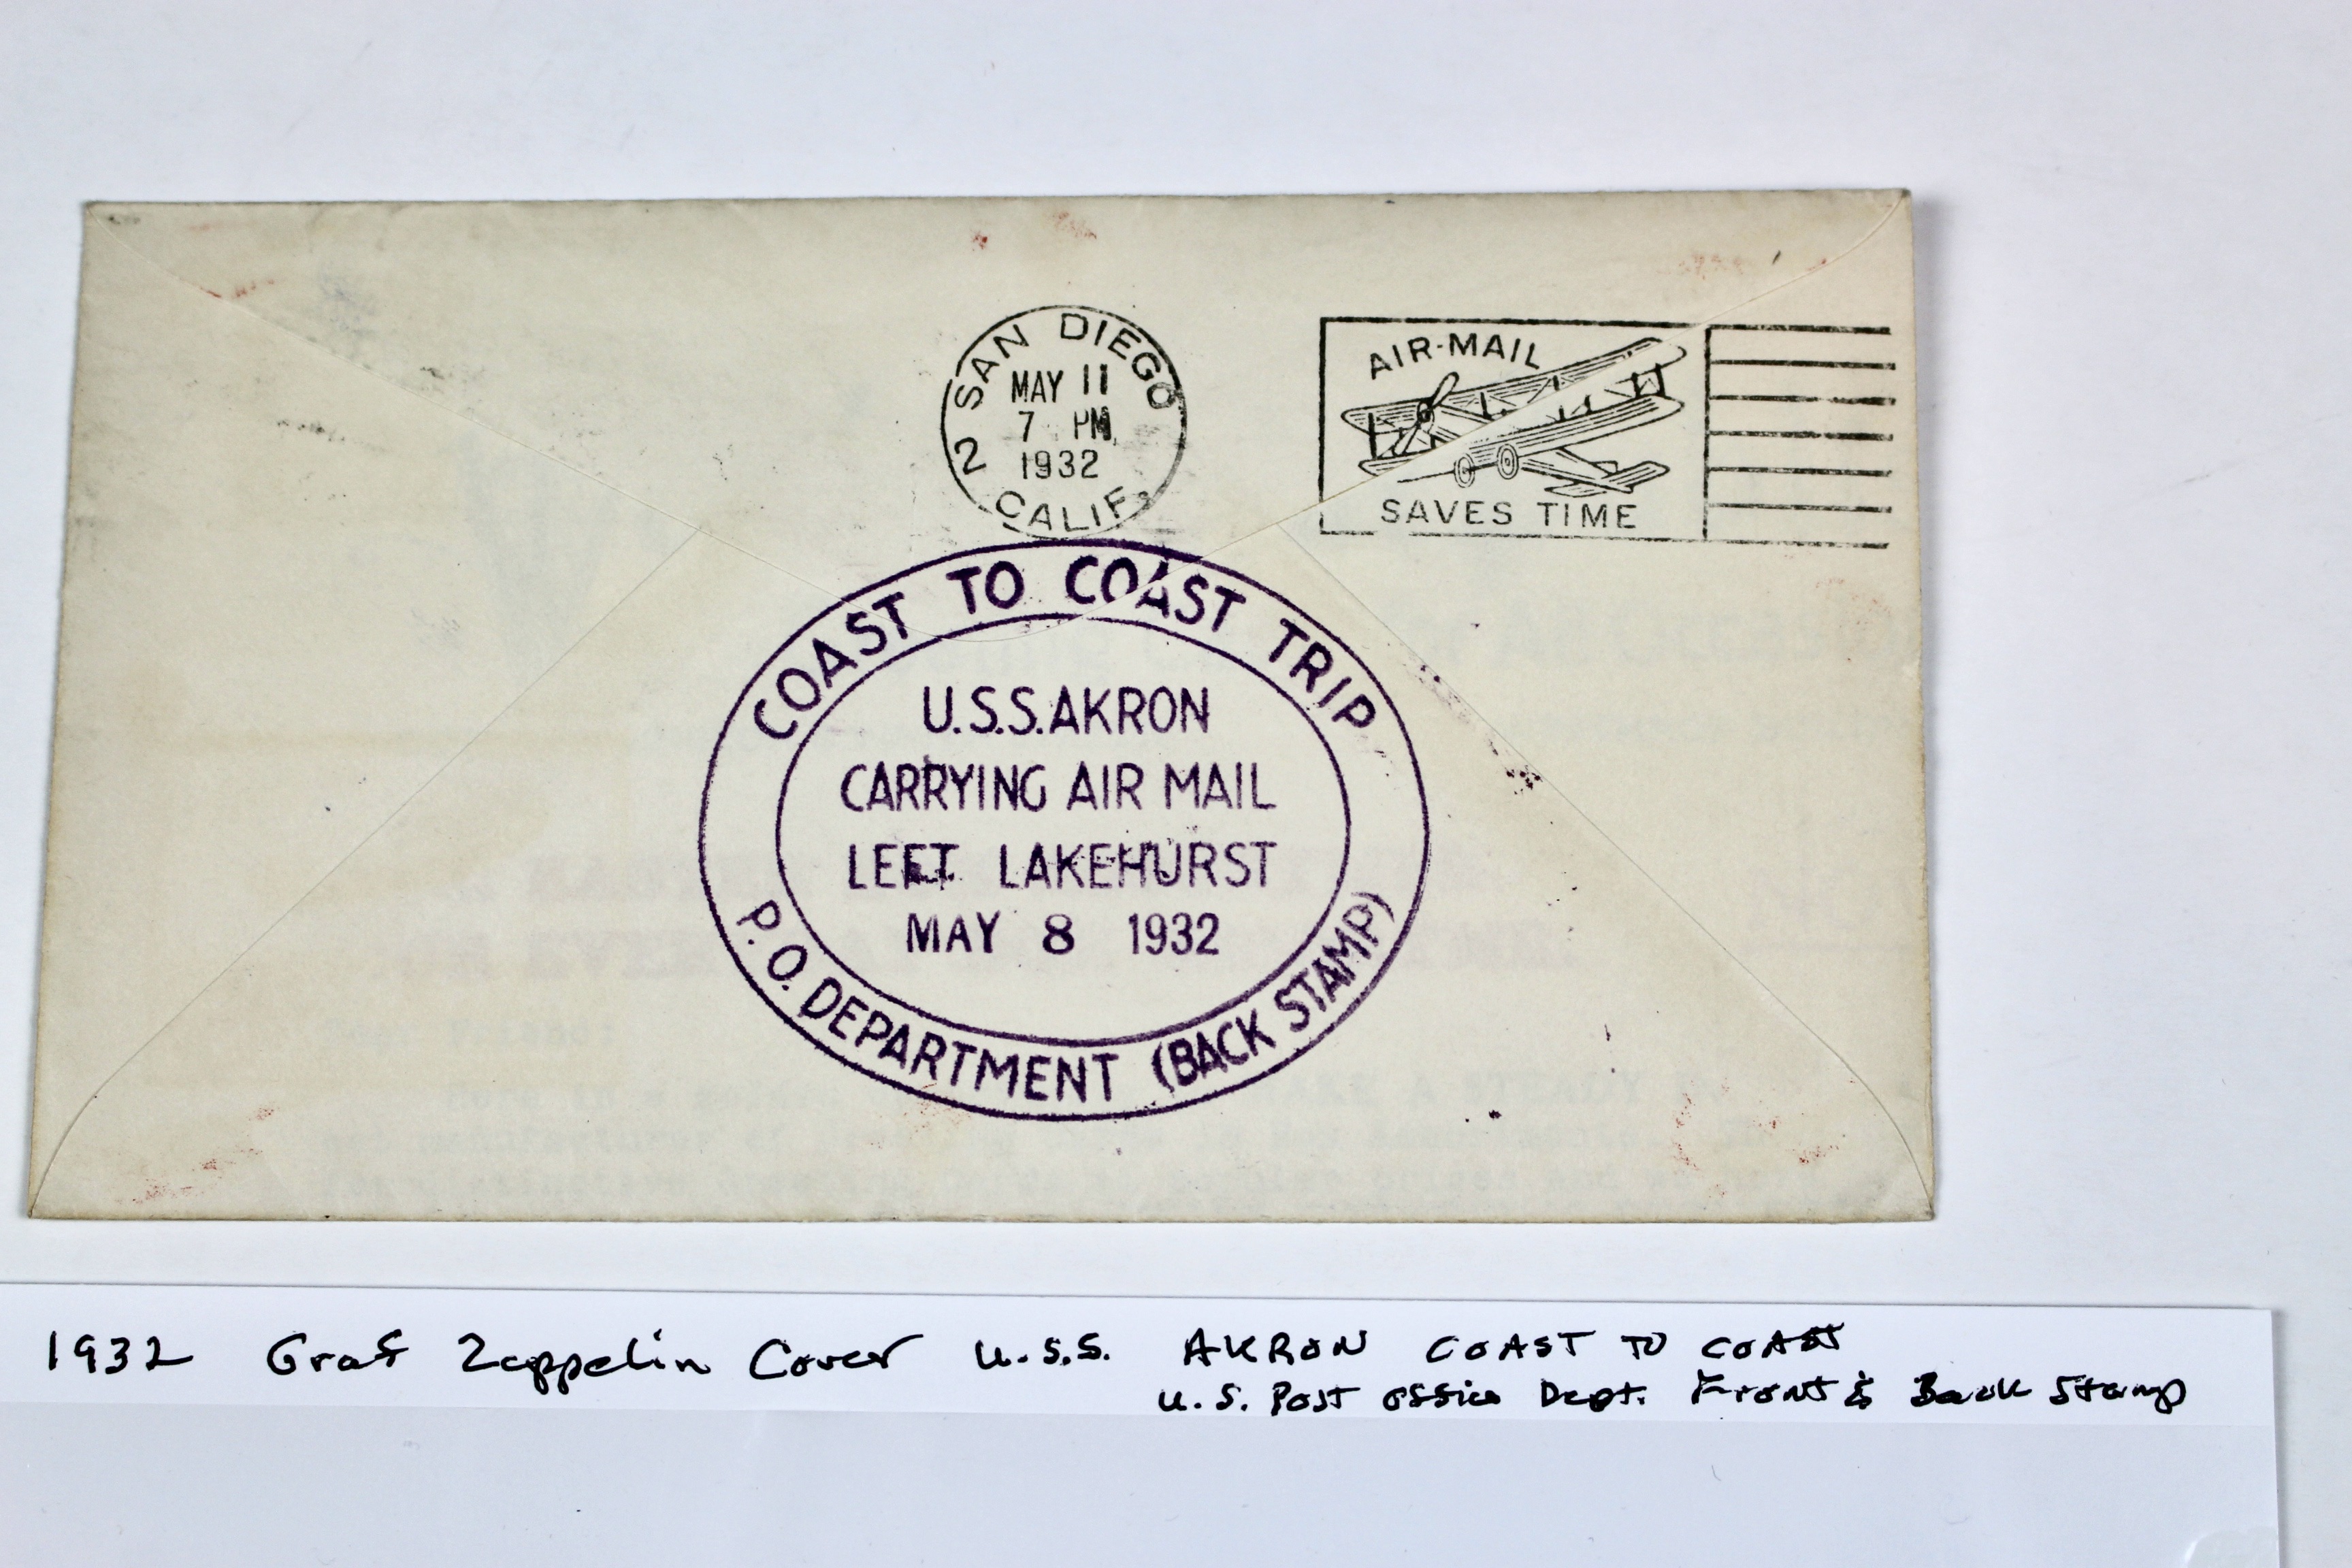 SAN DIEGO
MAY 11
7 PM
1932
2
CALIF.
AIR-MAIL
SAVES TIME
COAST TO COAST TRIP
U.S.S. AKRON
CARRYING AIR MAIL
LEFT LAKEHURST
MAY 8 1932
P.O. DEPARTMENT (BACK STAMP)
1932 Graf Zeppelin Cover U.S.S. AKRON COAST TO COAST
U.S. Post Office Dept. Front & Back Stamp